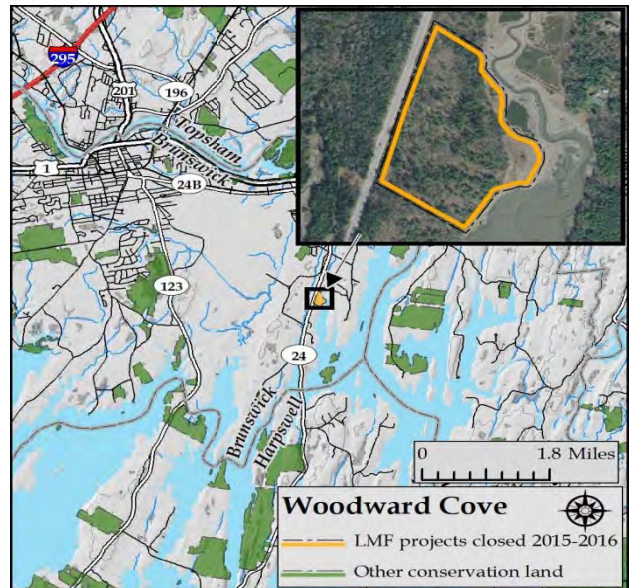 295
201
196
Topsham
Brunswick
1
24B
123
24
Brunswick
Harpswell
0 1.8 Miles
Woodward Cove
LMF projects closed 2015-2016
Other conservation land